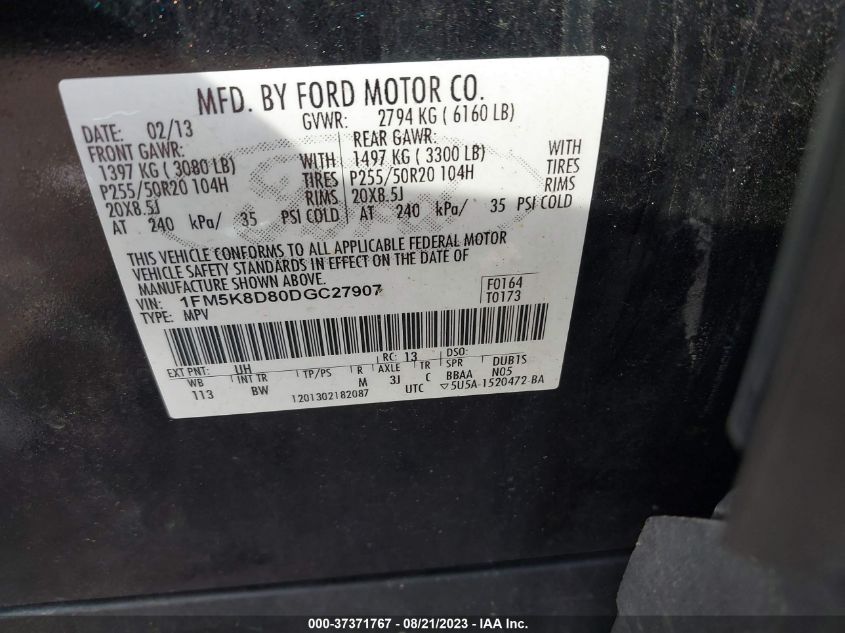 MFD. BY FORD MOTOR CO.
DATE: 02/13
GVWR: 2794 KG ( 6160 LB)
FRONT GAWR:
1397 KG ( 3080 LB)
P255/50R20 104H
20X8.5J
AT 240 kPa/ 35 PSI COLD
WITH
TIRES
RIMS
REAR GAWR:
1497 KG ( 3300 LB)
P255/50R20 104H
20X8.5J
AT 240 kPa/ 35 PSI COLD
WITH
TIRES
RIMS
THIS VEHICLE CONFORMS TO ALL APPLICABLE FEDERAL MOTOR
VEHICLE SAFETY STANDARDS IN EFFECT ON THE DATE OF
MANUFACTURE SHOWN ABOVE.
VIN: 1FM5K8D80DGC27907
TYPE: MPV
F0164
T0173
EXT PNT: UH RC: 13 DSO:
WB INT TR TP/PS R AXLE TR SPR DUB1S
113 BW M 3J C BBAA N05
1201302182087 UTC ▽5U5A-1520472-BA
000-37371767 - 08/21/2023 - COPART.COM